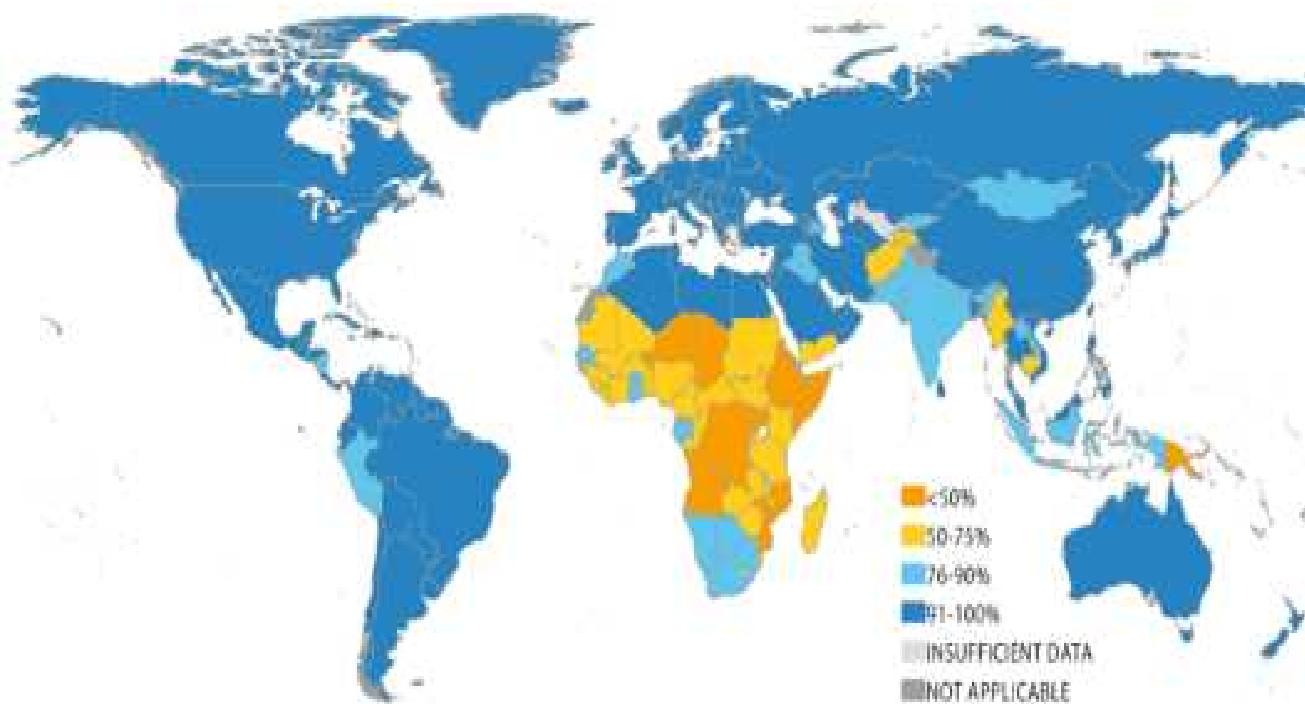 <50%
50-75%
76-90%
91-100%
INSUFFICIENT DATA
NOT APPLICABLE